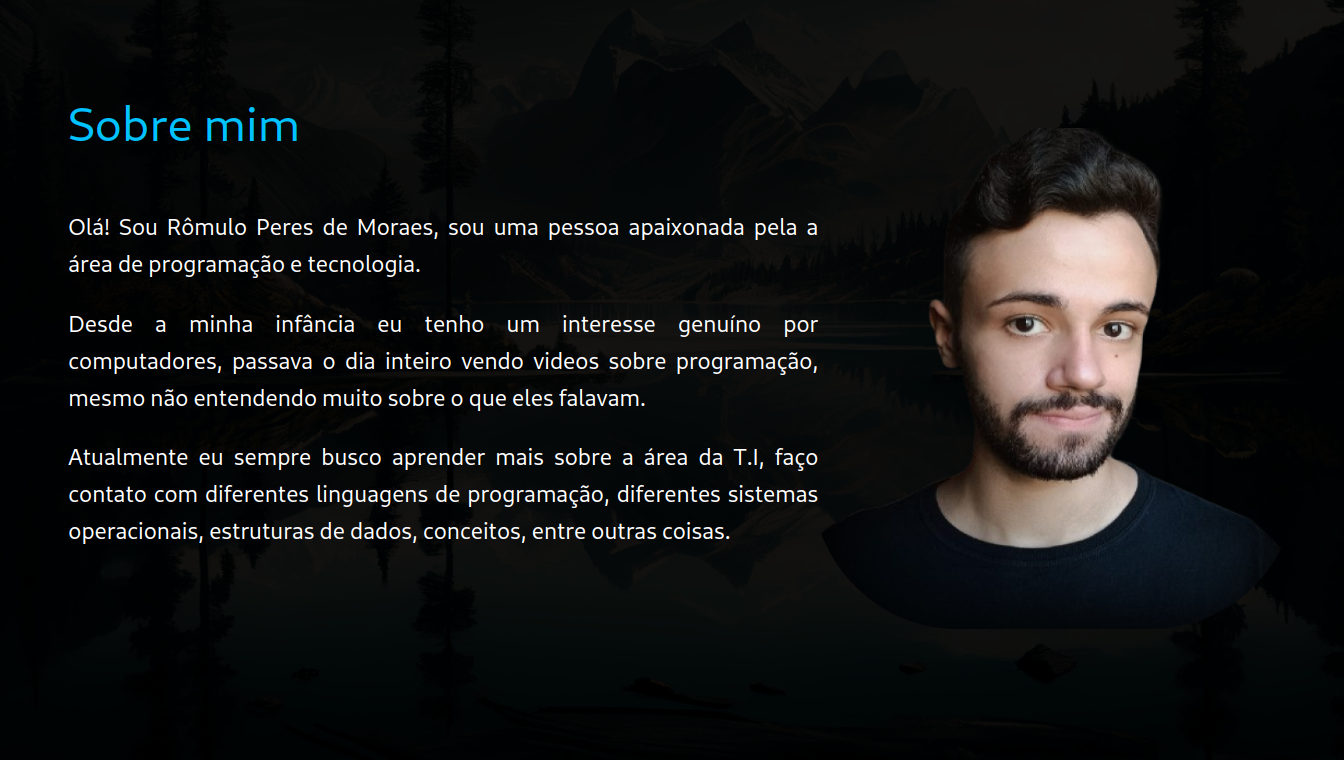 Sobre mim
Olá! Sou Rômulo Peres de Moraes, sou uma pessoa apaixonada pela a
área de programação e tecnologia.
Desde a minha infância eu tenho um interesse genuíno por
computadores, passava o dia inteiro vendo videos sobre programação,
mesmo não entendendo muito sobre o que eles falavam.
Atualmente eu sempre busco aprender mais sobre a área da T.I, faço
contato com diferentes linguagens de programação, diferentes sistemas
operacionais, estruturas de dados, conceitos, entre outras coisas.